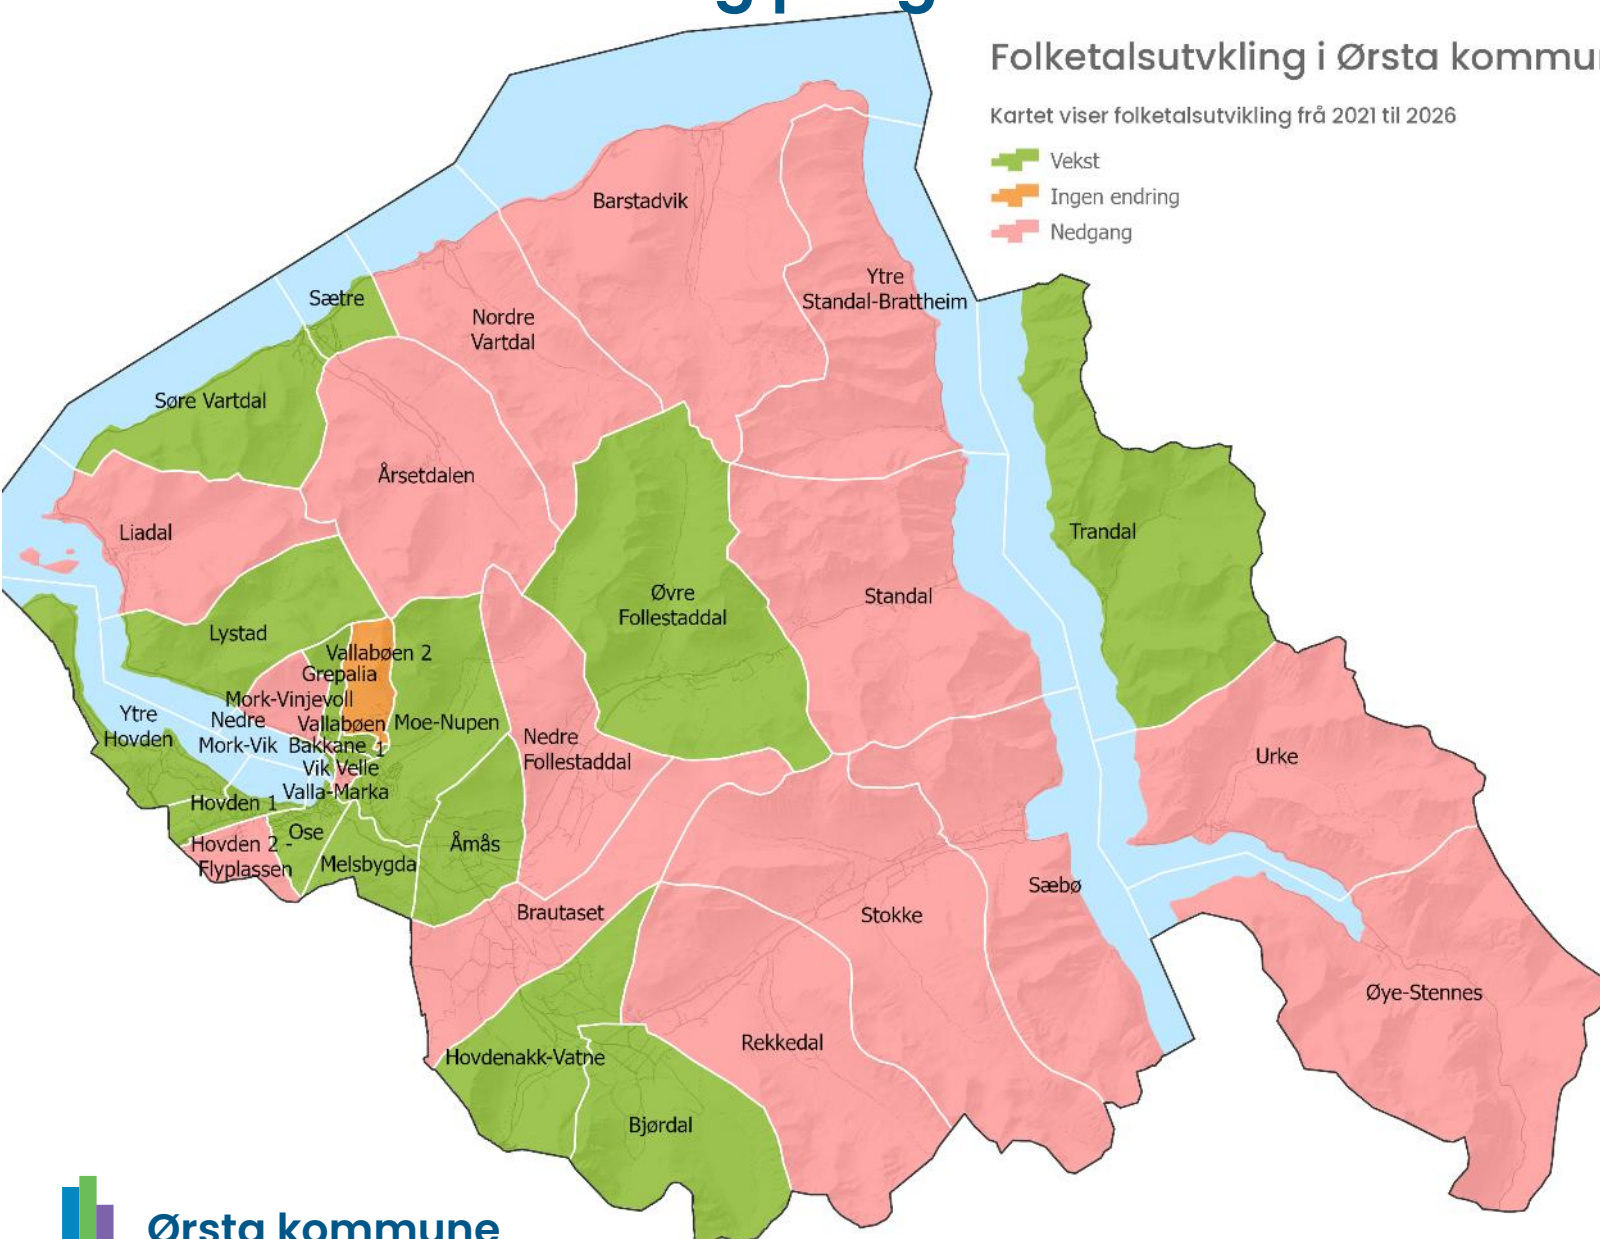 Folketalsutvkling i Ørsta kommu
Kartet viser folketalsutvikling frå 2021 til 2026
Vekst
Ingen endring
Nedgang
Barstadvik
Ytre
Standal-Brattheim
Sætre
Nordre
Vartdal
Søre Vartdal
Årsetdalen
Liadal
Trandal
Øvre
Follestaddal
Standal
Lystad
Vallabøen 2
Grepalia
Mork-Vinjevoll
Ytre
Hovden
Nedre
Mork-Vik
Vallabøen
1
Moe-Nupen
Bakkane
Nedre
Follestaddal
Urke
Vik Velle
Valla-Marka
Hovden 1
Ose
Hovden 2 -
Flyplassen
Melsbygda
Åmås
Sæbø
Brautaset
Stokke
Øye-Stennes
Rekkedal
Hovdenakk-Vatne
Bjørdal
Ørsta kommune